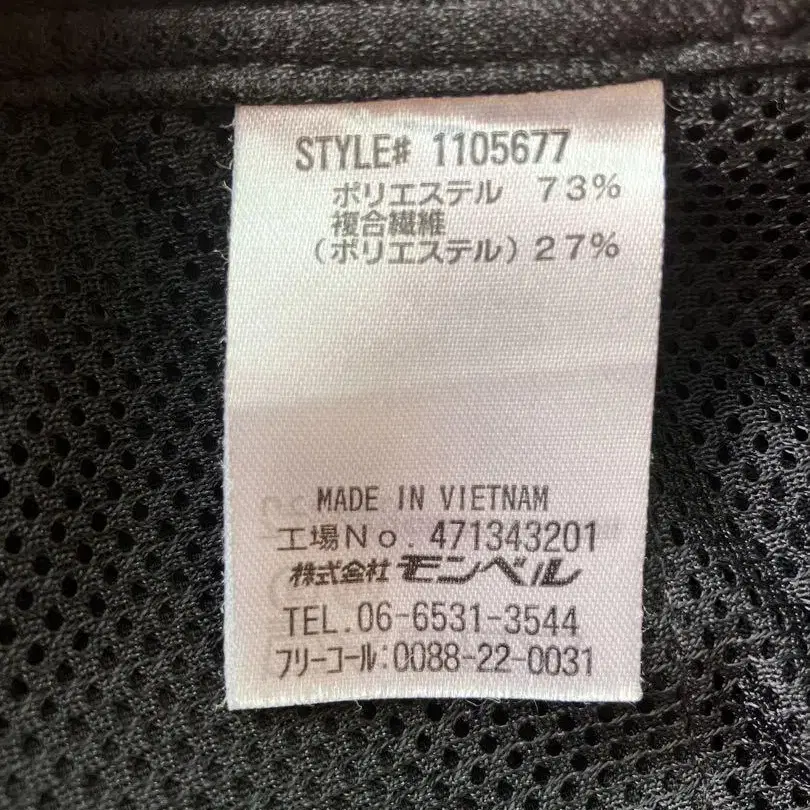 STYLE# 1105677
ポリエステル 73%
複合繊維
(ポリエステル)27%
MADE IN VIETNAM
工場No. 471343201
株式会社 モンベル
TEL.06-6531-3544
フリーコール:0088-22-0031